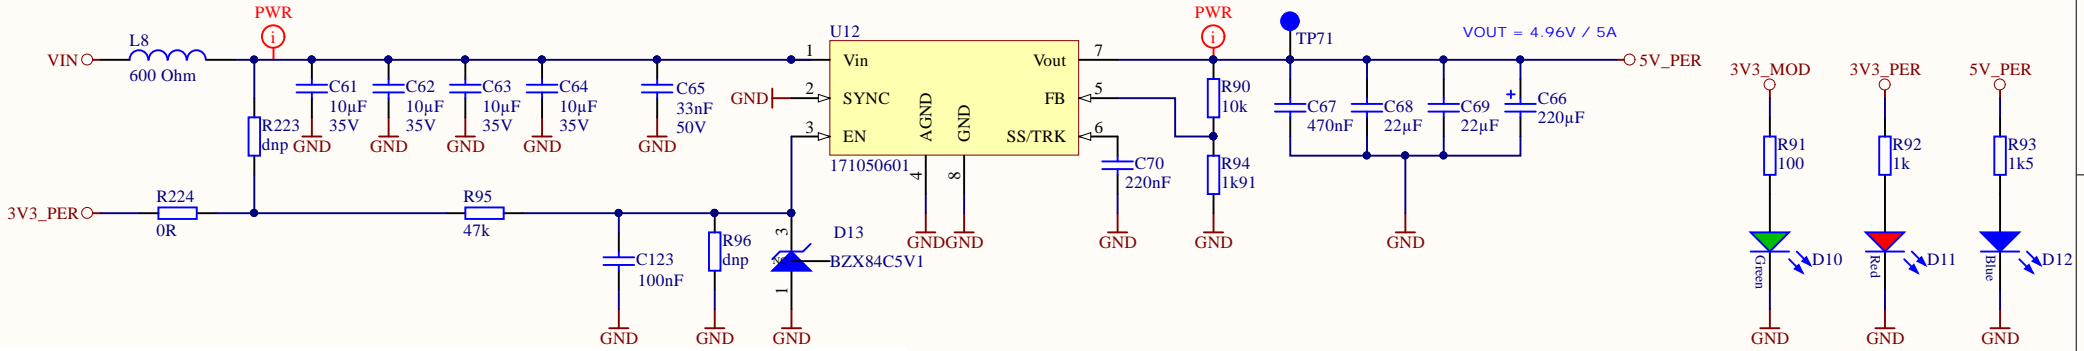 PWR
VIN
L8
600 Ohm
C61
10µF
35V
GND
C62
10µF
35V
GND
C63
10µF
35V
GND
C64
10µF
35V
GND
C65
33nF
50V
GND
R223
dnp
3V3_PER
R224
0R
R95
47k
C123
100nF
GND
R96
dnp
GND
D13
BZX84C5V1
3
1
GND
U12
1
Vin
GND
2
SYNC
3
EN
171050601
AGND
GND
4
8
GND
GND
Vout
7
FB
5
SS/TRK
6
C70
220nF
GND
PWR
R90
10k
R94
1k91
GND
TP71
VOUT = 4.96V / 5A
5V_PER
C67
470nF
C68
22µF
C69
22µF
+
C66
220µF
GND
3V3_MOD
R91
100
Green
D10
GND
3V3_PER
R92
1k
Red
D11
GND
5V_PER
R93
1k5
Blue
D12
GND